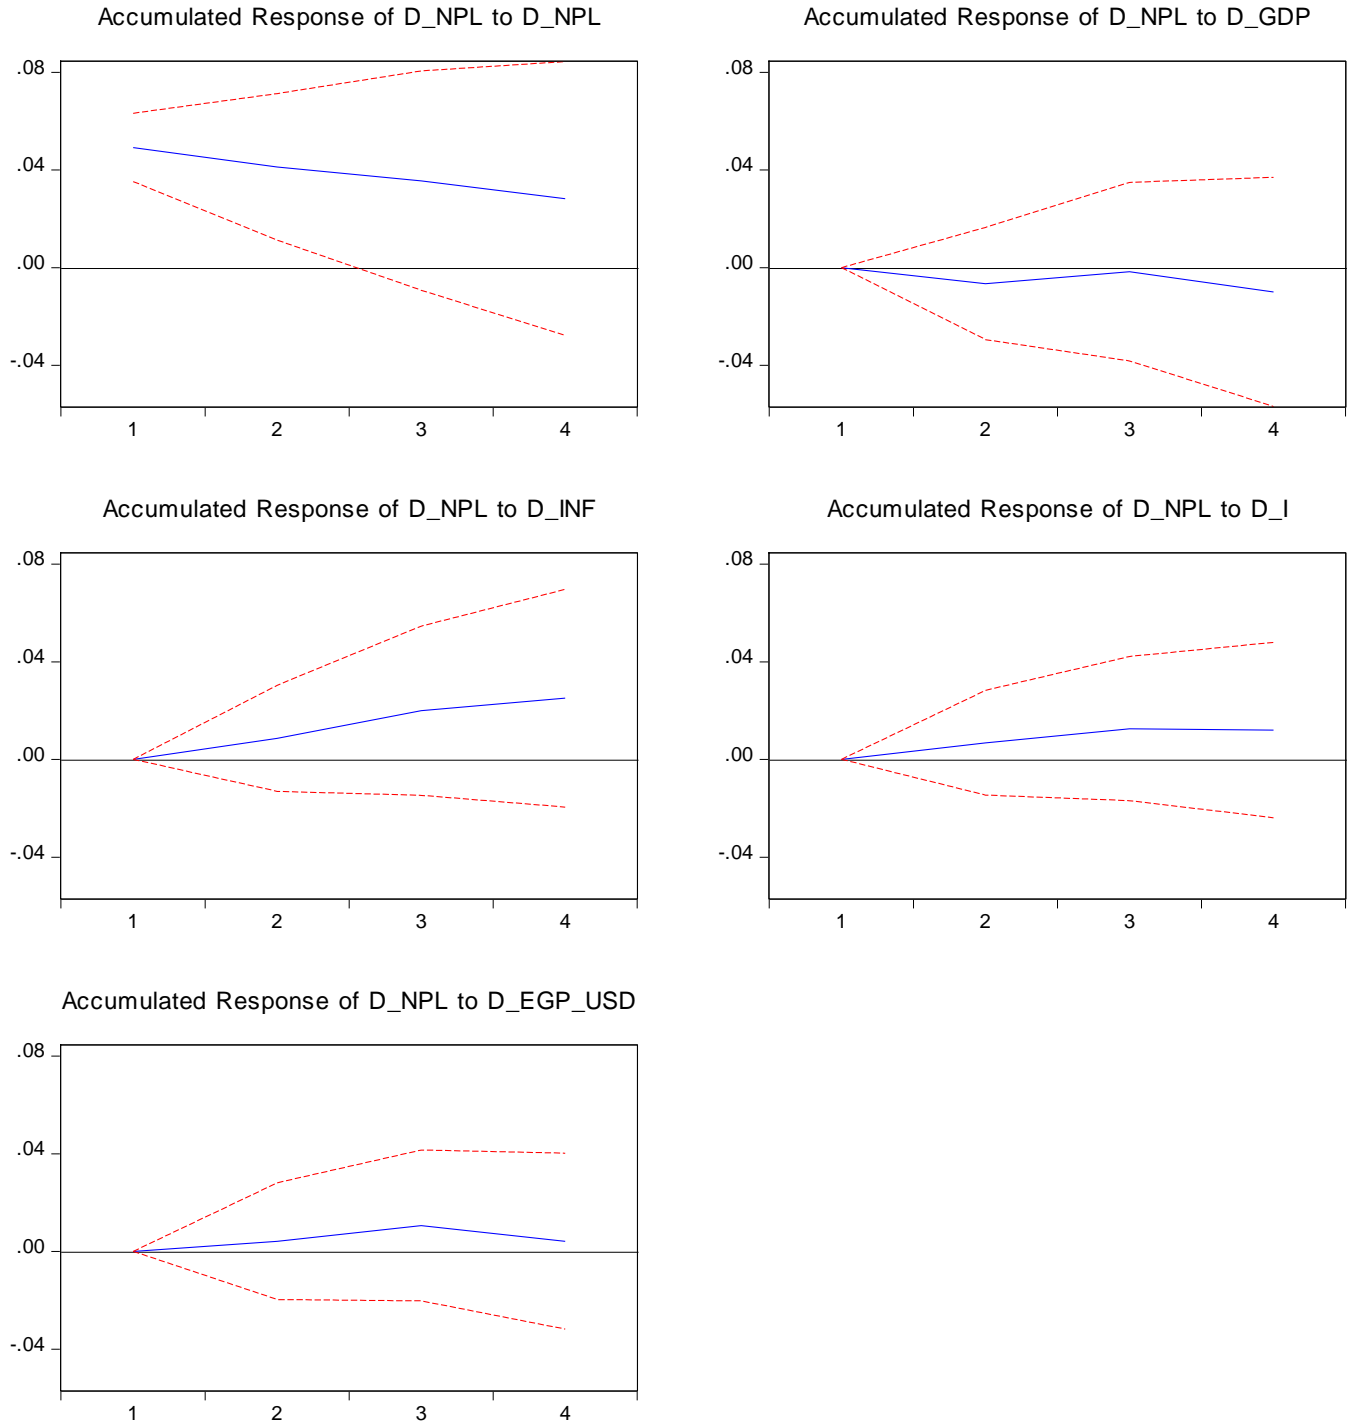 Accumulated Response of D_NPL to D_NPL
.08
.04
.00
-.04
1 2 3 4
Accumulated Response of D_NPL to D_GDP
.08
.04
.00
-.04
1 2 3 4
Accumulated Response of D_NPL to D_INF
.08
.04
.00
-.04
1 2 3 4
Accumulated Response of D_NPL to D_I
.08
.04
.00
-.04
1 2 3 4
Accumulated Response of D_NPL to D_EGP_USD
.08
.04
.00
-.04
1 2 3 4